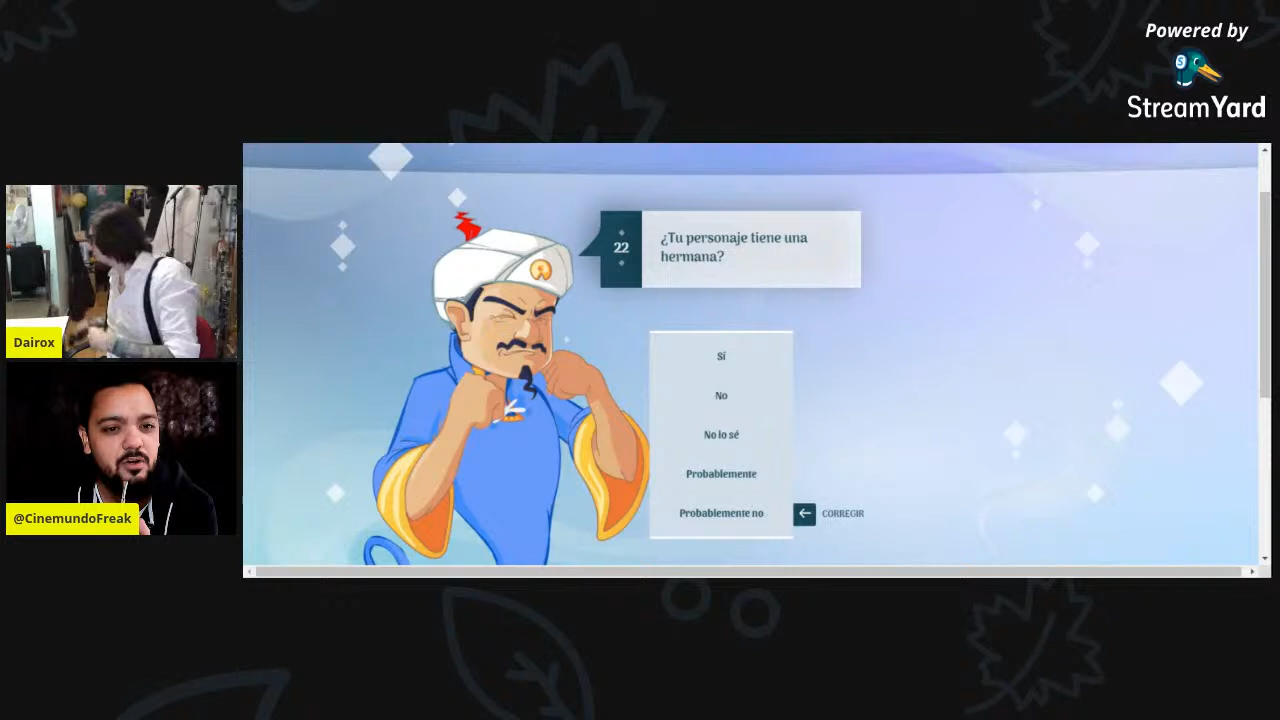 Powered by
StreamYard
22
¿Tu personaje tiene una
hermana?
Sí
No
No lo sé
Probablemente
Probablemente no
CORREGIR
Dairox
@CinemundoFreak